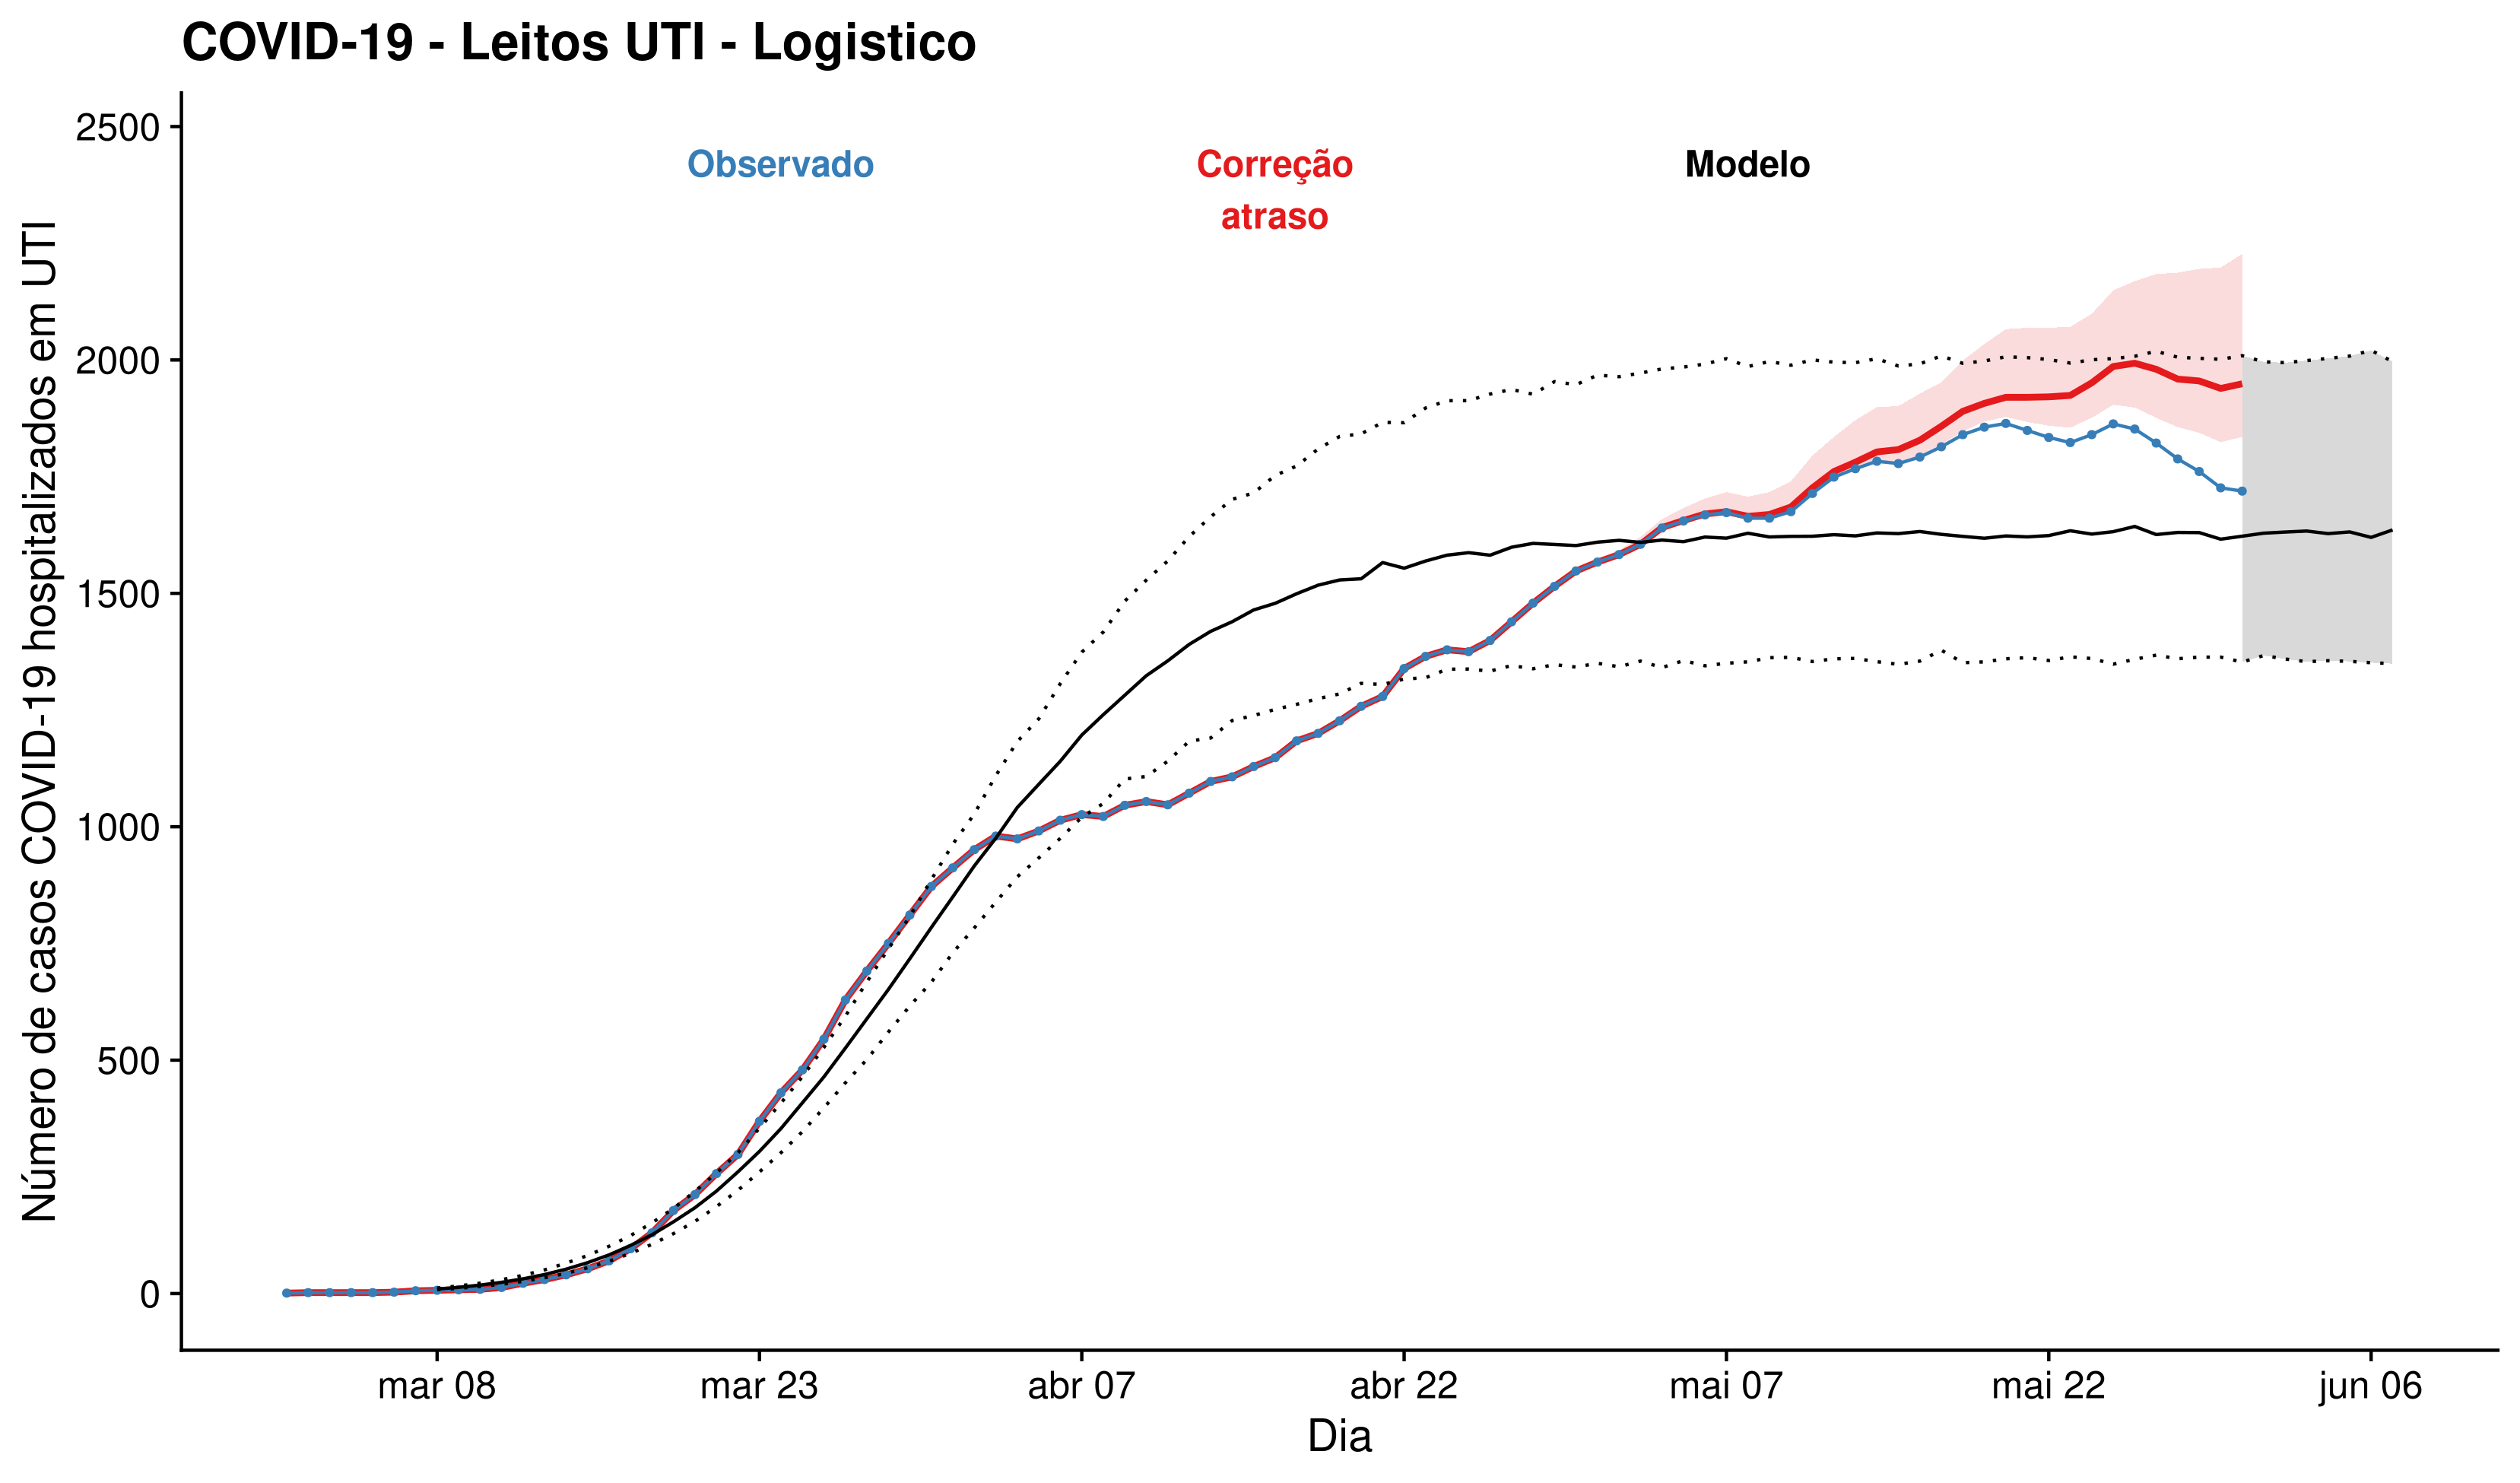 COVID-19 - Leitos UTI - Logistico
Observado
Correção
atraso
Modelo
Número de casos COVID-19 hospitalizados em UTI
2500
2000
1500
1000
500
0
mar 08
mar 23
abr 07
abr 22
mai 07
mai 22
jun 06
Dia